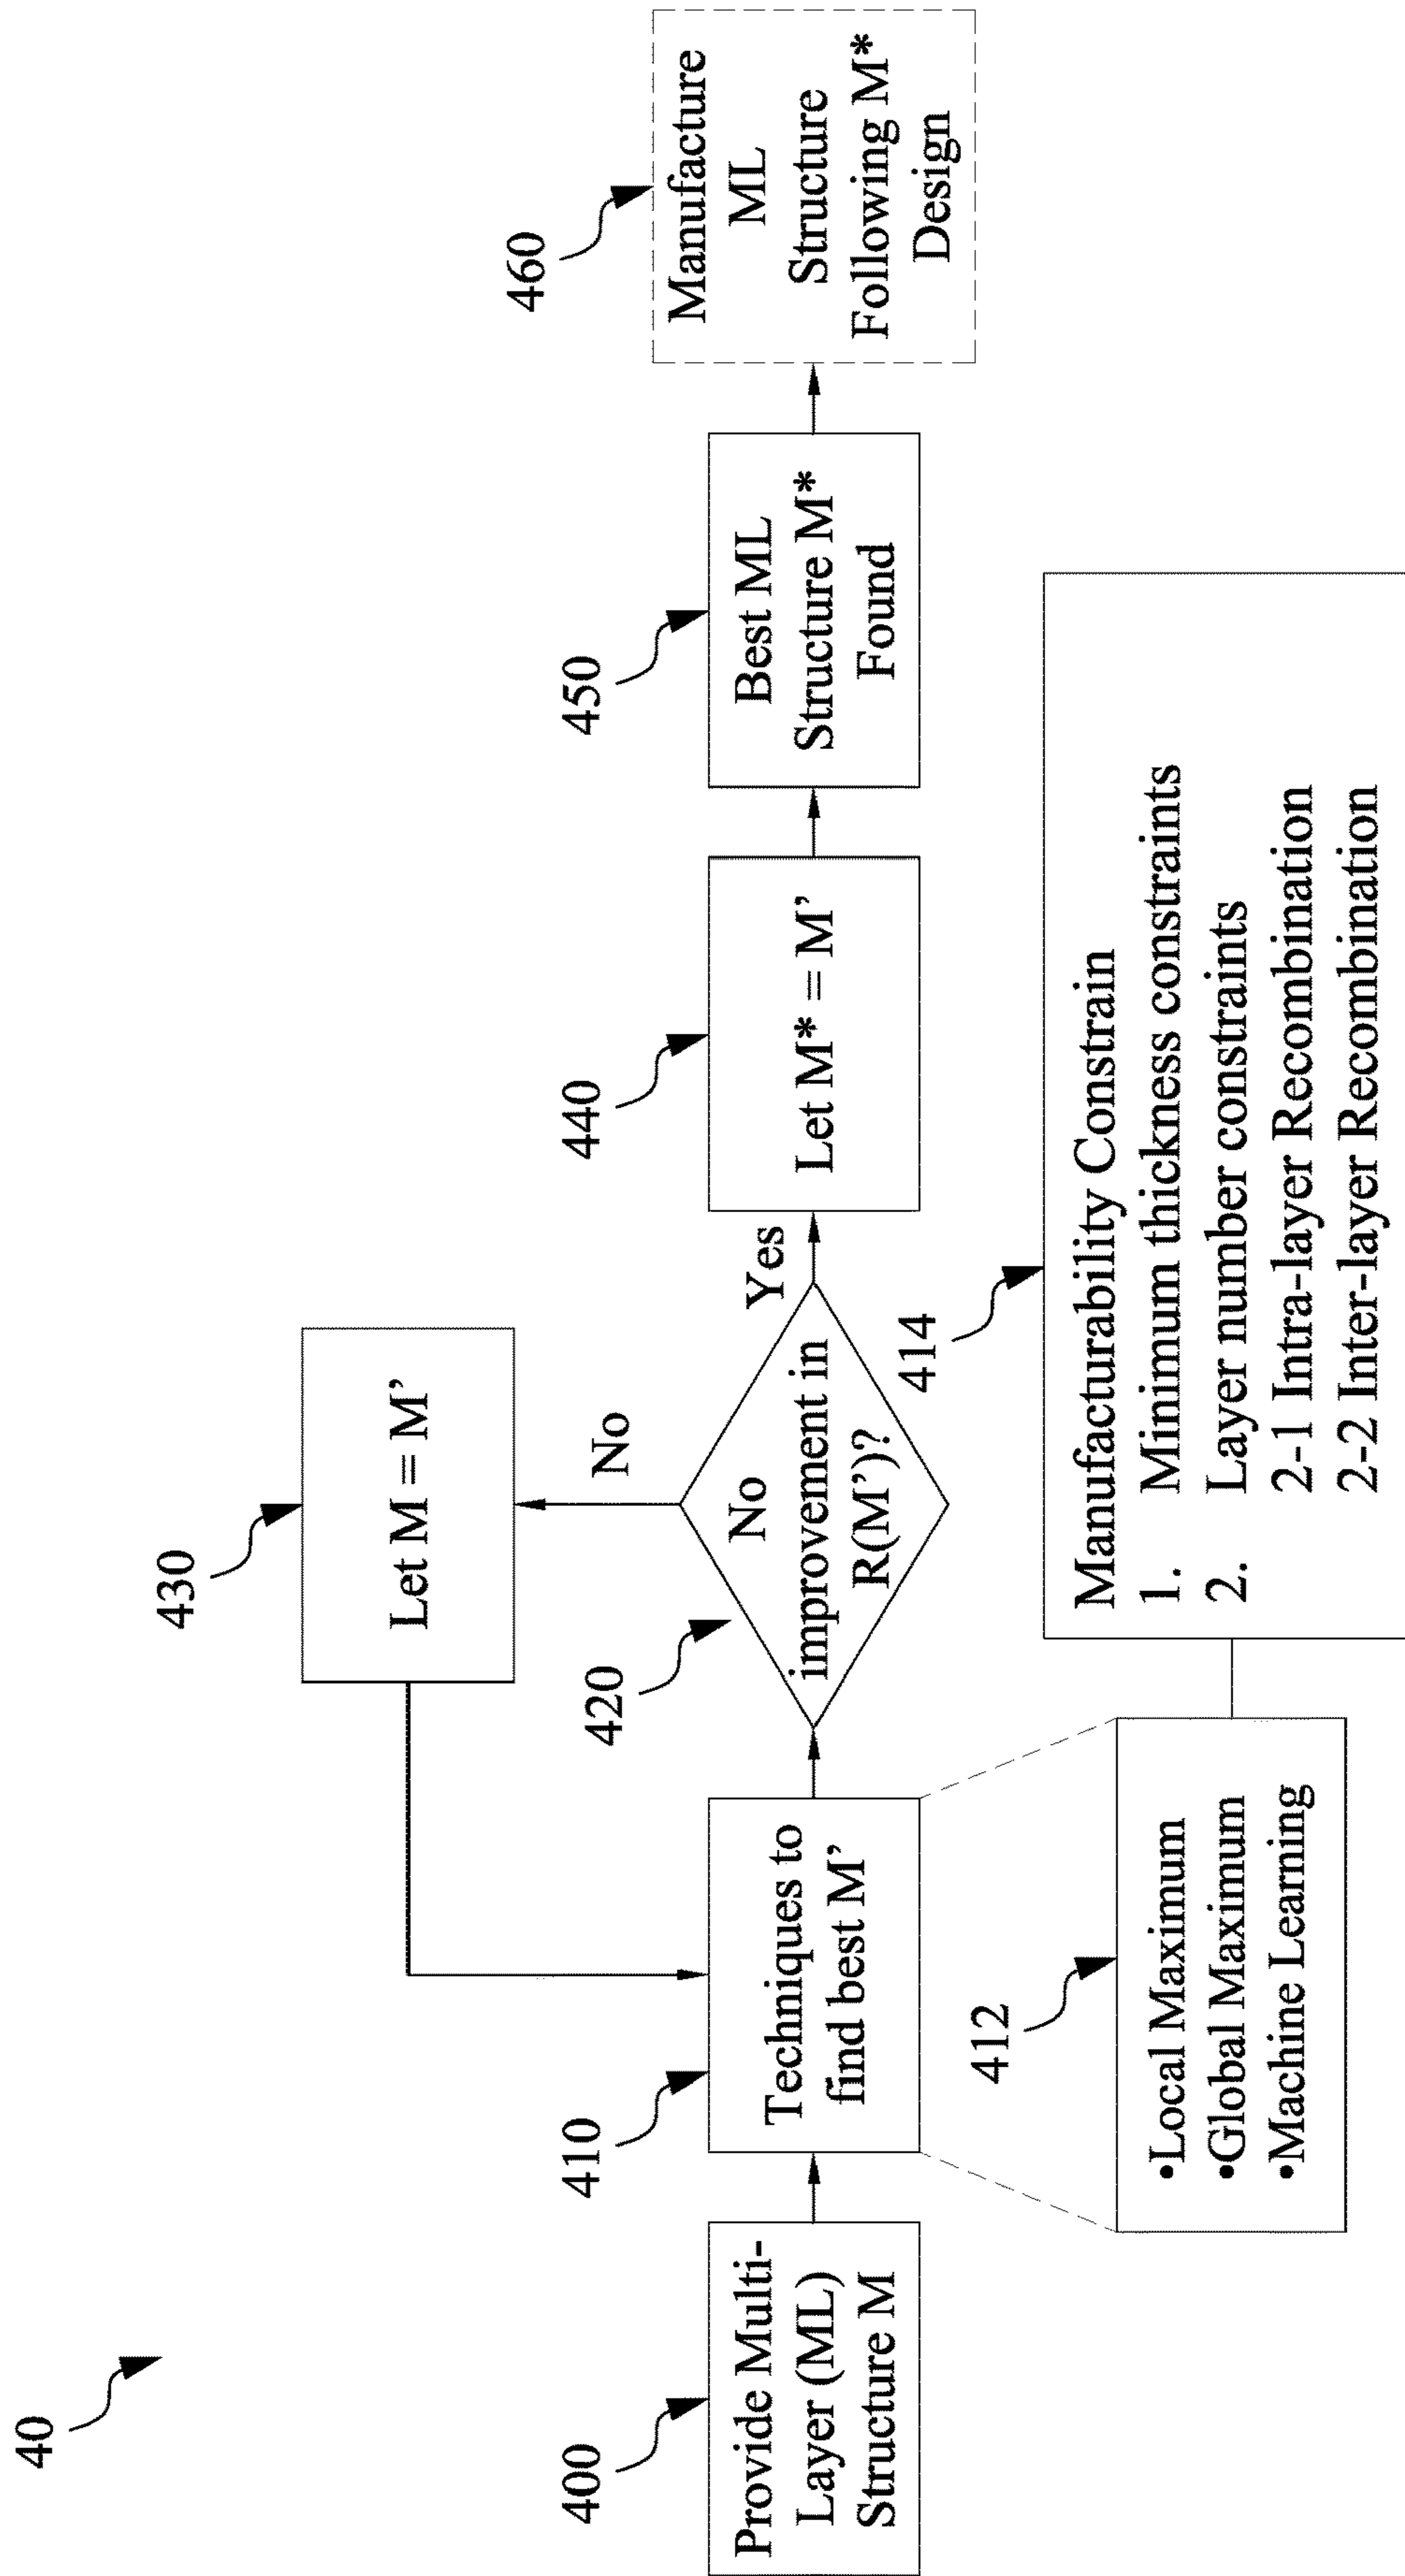 40
430
Let M = M’
No
400
Provide Multi-
Layer (ML)
Structure M
410
Techniques to
find best M’
420
No
improvement in
R(M’)?
Yes
440
Let M* = M’
450
Best ML
Structure M*
Found
460
Manufacture
ML
Structure
Following M*
Design
412
•Local Maximum
•Global Maximum
•Machine Learning
414
Manufacturability Constrain
1. Minimum thickness constraints
2. Layer number constraints
2-1 Intra-layer Recombination
2-2 Inter-layer Recombination